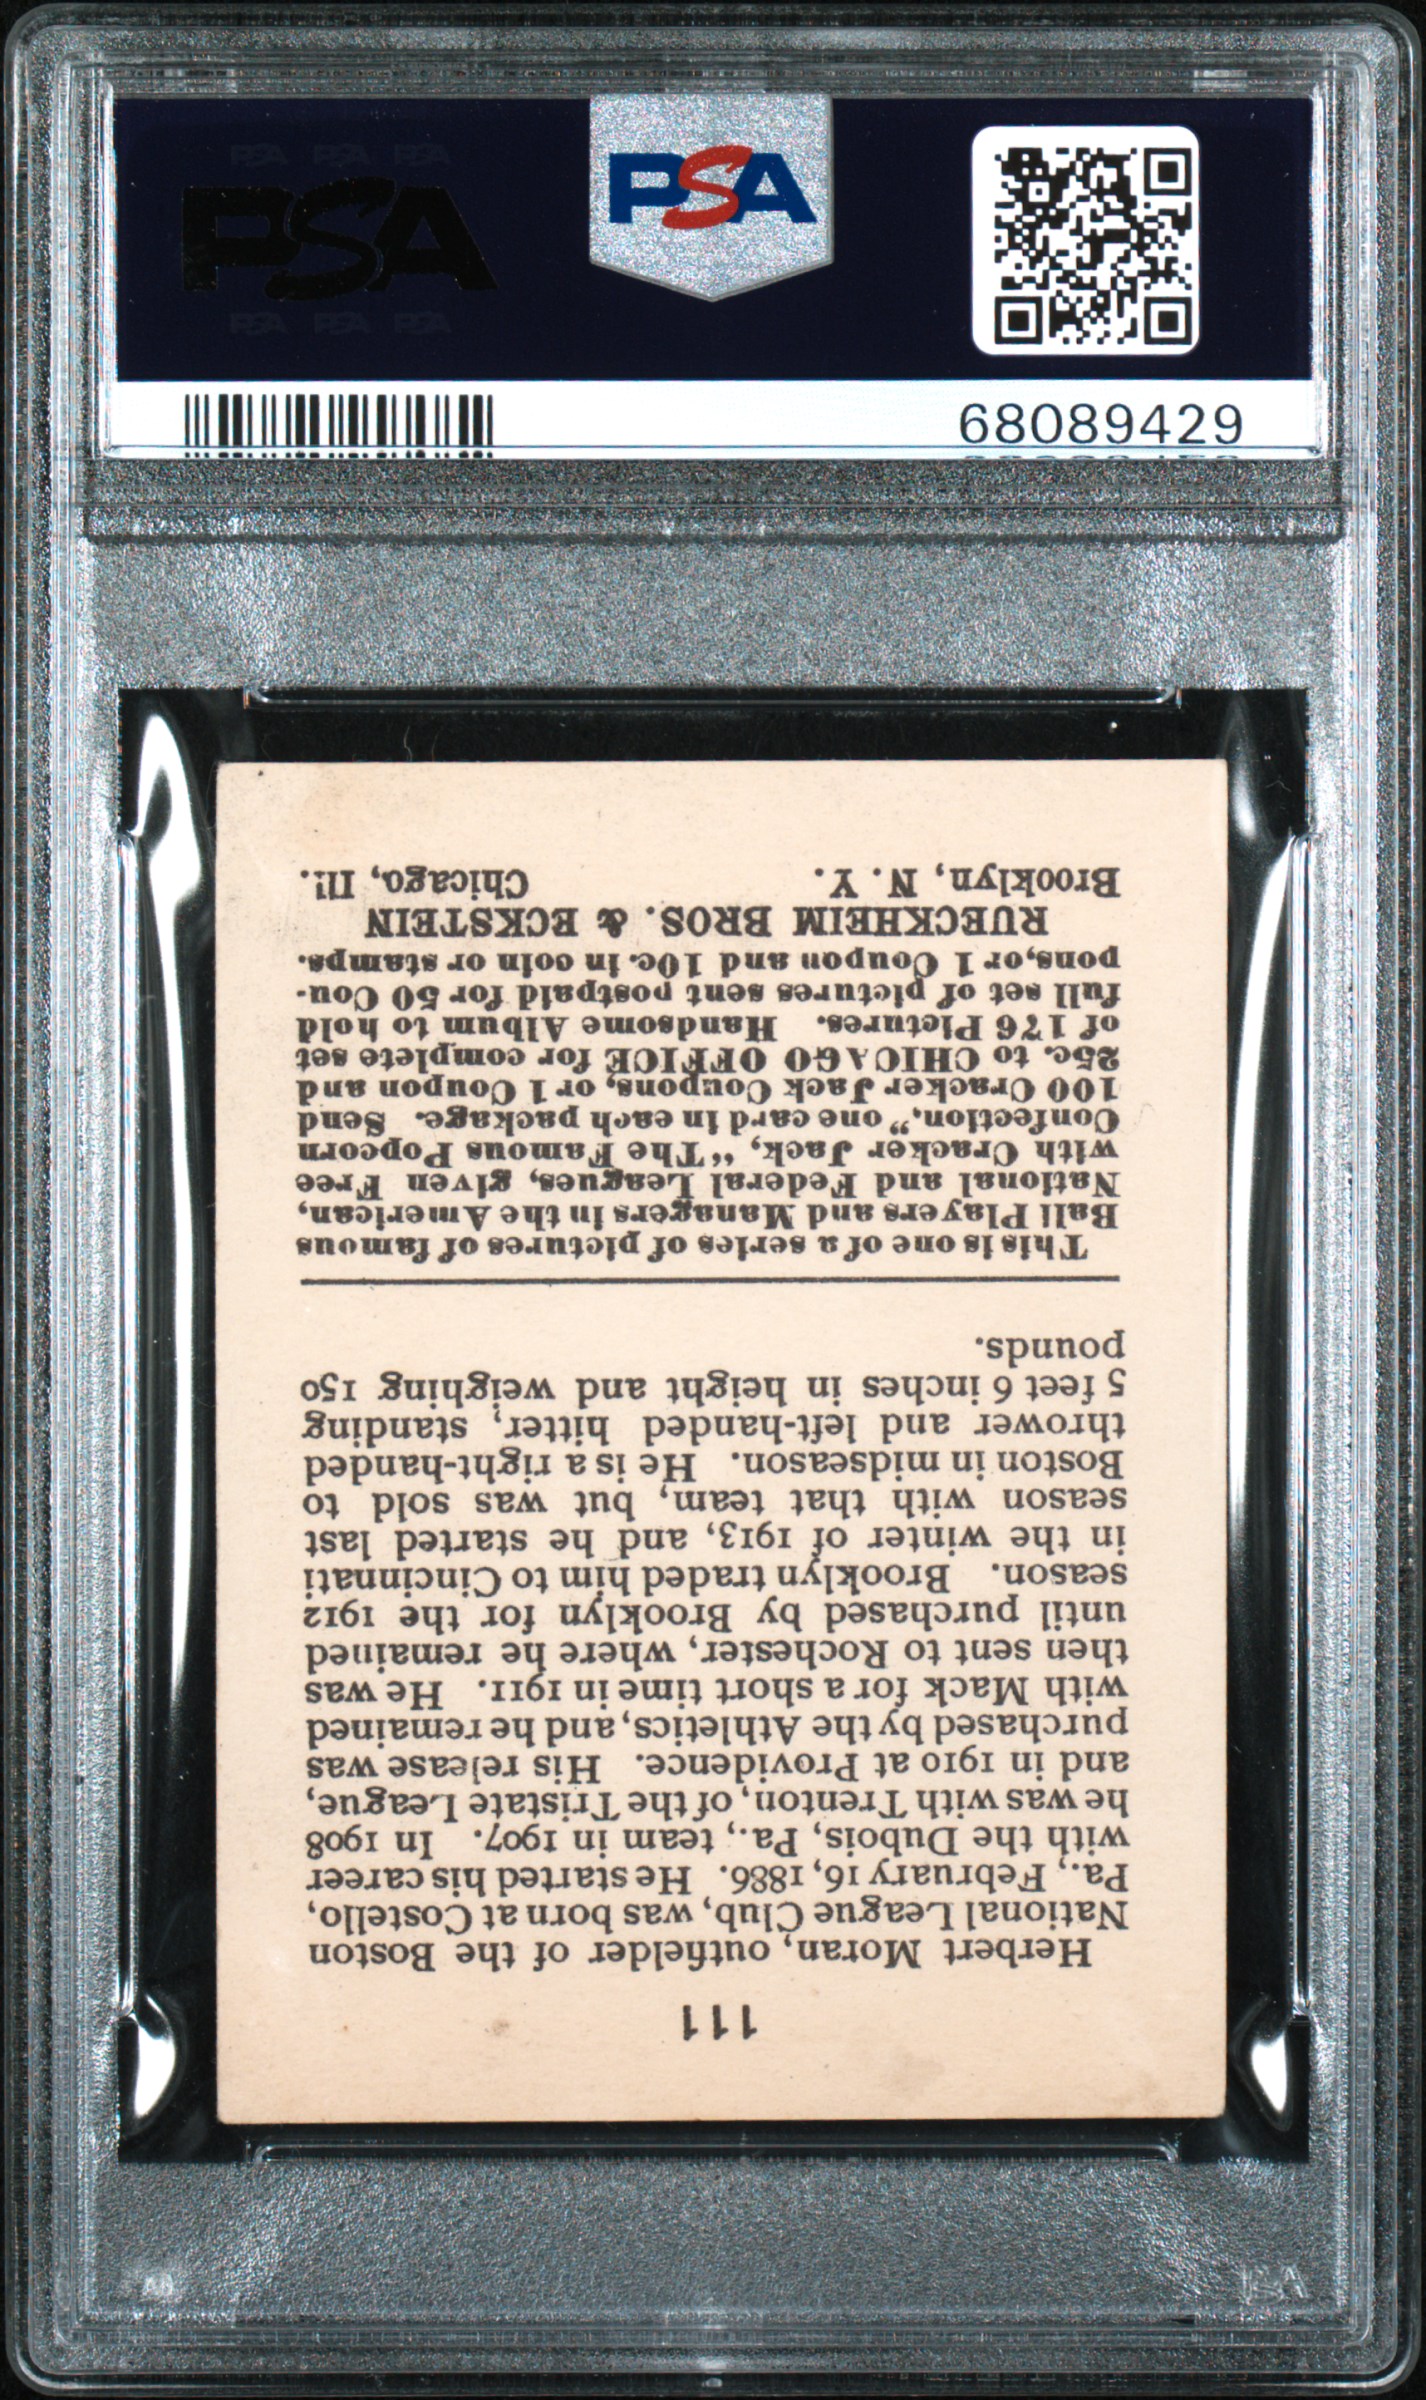 PSA
PSA PSA PSA
PSA
PSA PSA PSA
68089429
111
Herbert Moran, outfielder of the Boston
National League Club, was born at Costello,
Pa., February 16, 1886. He started his career
with the Dubois, Pa., team in 1907. In 1908
he was with Trenton, of the Tristate League,
and in 1910 at Providence. His release was
purchased by the Athletics, and he remained
with Mack for a short time in 1911. He was
then sent to Rochester, where he remained
until purchased by Brooklyn for the 1912
season. Brooklyn traded him to Cincinnati
in the winter of 1913, and he started last
season with that team, but was sold to
Boston in midseason. He is a right-handed
thrower and left-handed hitter, standing
5 feet 6 inches in height and weighing 150
pounds.
This is one of a series of pictures of famous
Ball Players and Managers in the American,
National and Federal Leagues, given Free
with Cracker Jack, "The Famous Popcorn
Confection," one card in each package. Send
100 Cracker Jack Coupons, or 1 Coupon and
25c. to CHICAGO OFFICE for complete set
of 176 Pictures. Handsome Album to hold
full set of pictures sent postpaid for 50 Cou-
pons, or 1 Coupon and 10c. in coin or stamps.
RUECKHEIM BROS. & ECKSTEIN
Brooklyn, N. Y. Chicago, Ill.